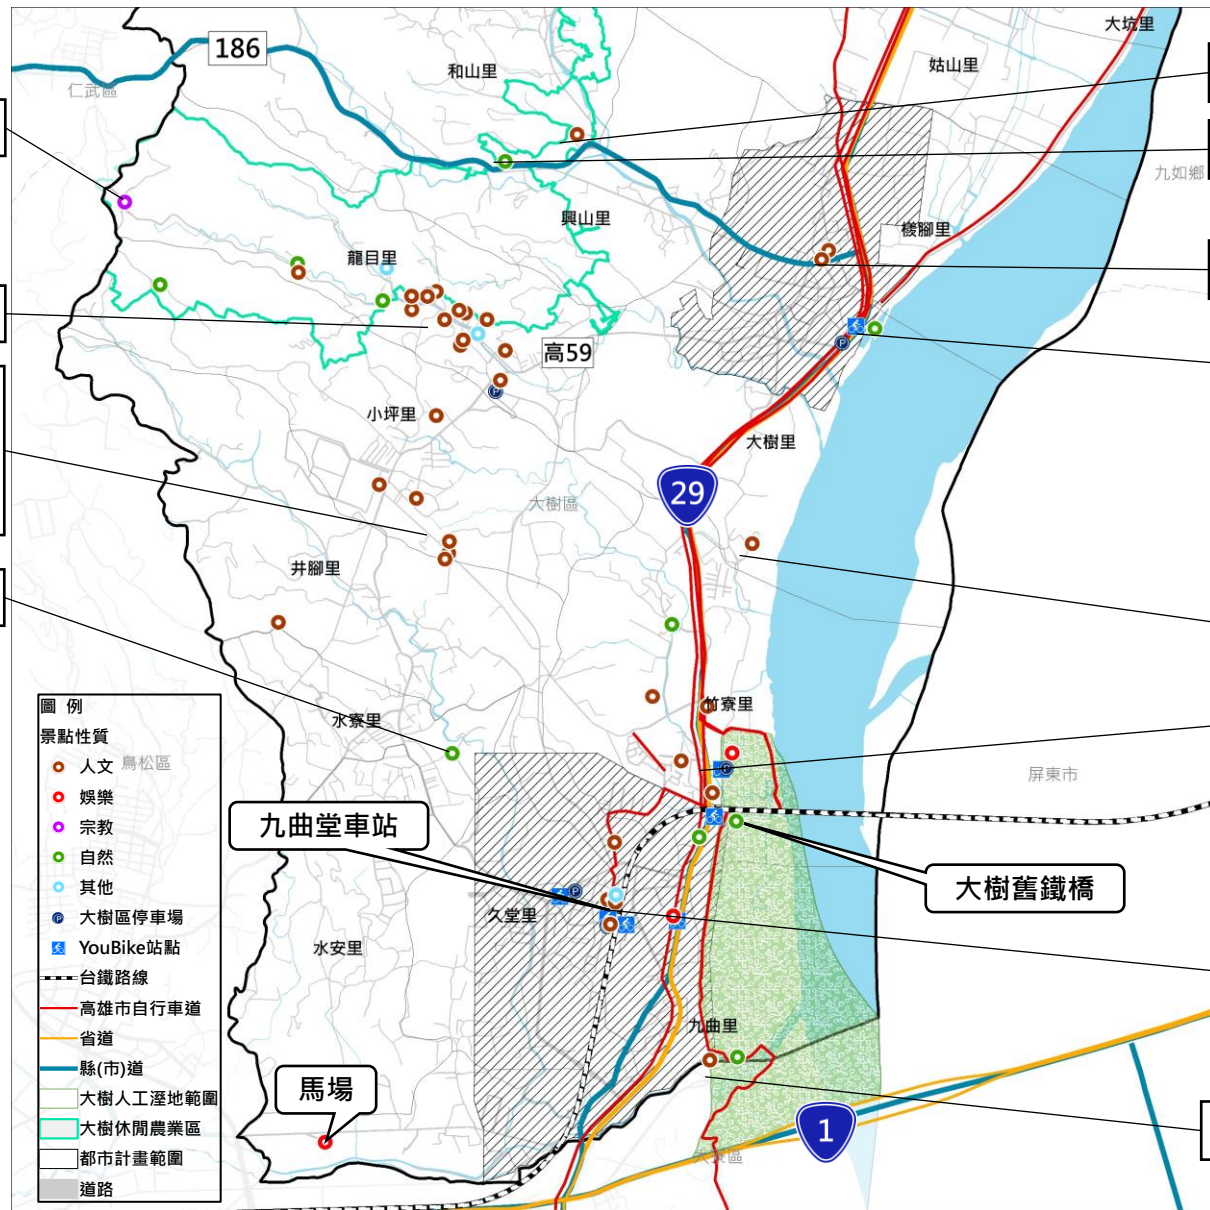 大坑里
186
姑山里
和山里
仁武區
九如鄉
興山里
檨腳里
龍目里
高59
小坪里
大樹里
29
大樹區
井腳里
竹寮里
水寮里
屏東市
鳥松區
圖 例
景點性質
人文
娛樂
宗教
自然
其他
大樹區停車場
YouBike站點
台鐵路線
高雄市自行車道
省道
縣(市)道
大樹人工溼地範圍
大樹休閒農業區
都市計畫範圍
道路
九曲堂車站
大樹舊鐵橋
久堂里
水安里
九曲里
馬場
1
大寮區